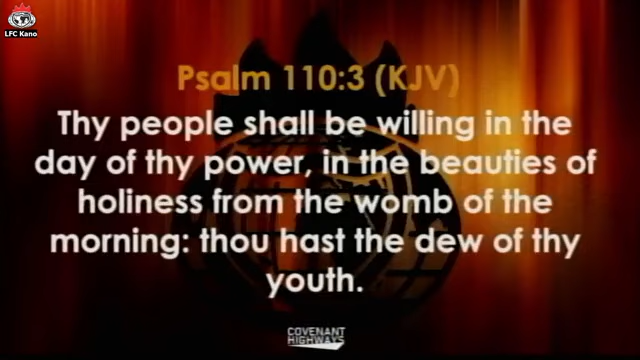 LFC Kano
Psalm 110:3 (KJV)
Thy people shall be willing in the
day of thy power, in the beauties of
holiness from the womb of the
morning: thou hast the dew of thy
youth.
COVENANT
HIGHWAYS